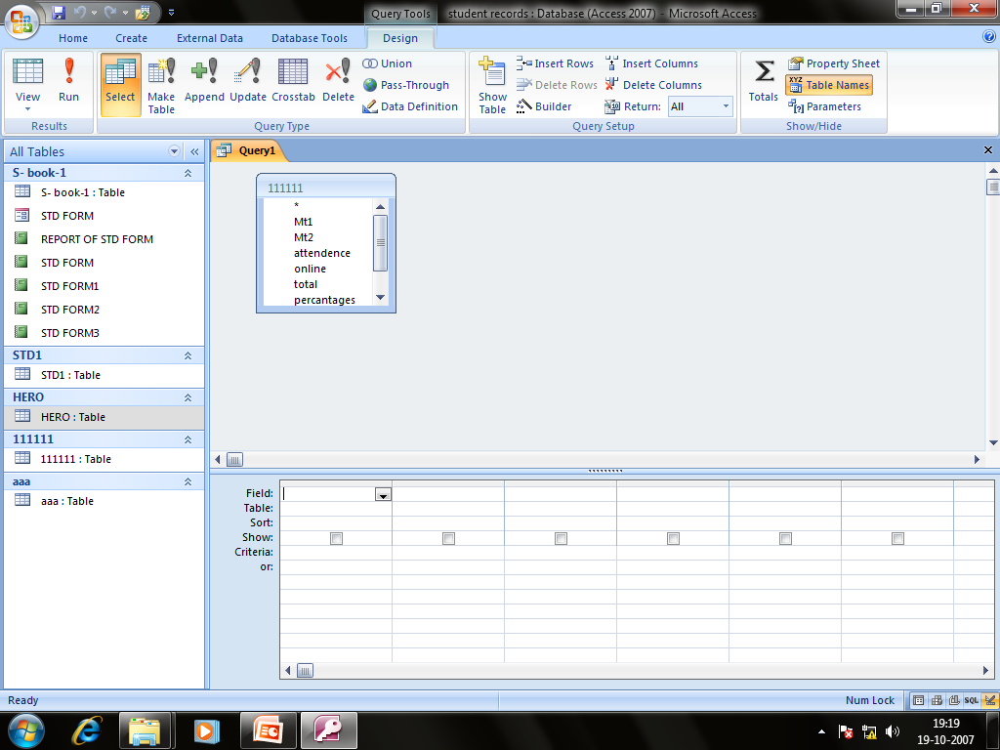 Query Tools student records : Database (Access 2007) - Microsoft Access
Home Create External Data Database Tools Design
View Run Select Make Table Append Update Crosstab Delete
Union
Pass-Through
Data Definition
Show Table
Insert Rows
Delete Rows
Builder
Insert Columns
Delete Columns
Return: All
Totals
Property Sheet
XYZ Table Names
Parameters
Results Query Type Query Setup Show/Hide
All Tables
S- book-1
S- book-1 : Table
STD FORM
REPORT OF STD FORM
STD FORM
STD FORM1
STD FORM2
STD FORM3
STD1
STD1 : Table
HERO
HERO : Table
111111
111111 : Table
aaa
aaa : Table
Query1
111111
*
Mt1
Mt2
attendence
online
total
percantages
Field:
Table:
Sort:
Show:
Criteria:
or:
Ready Num Lock SQL
19:19
19-10-2007